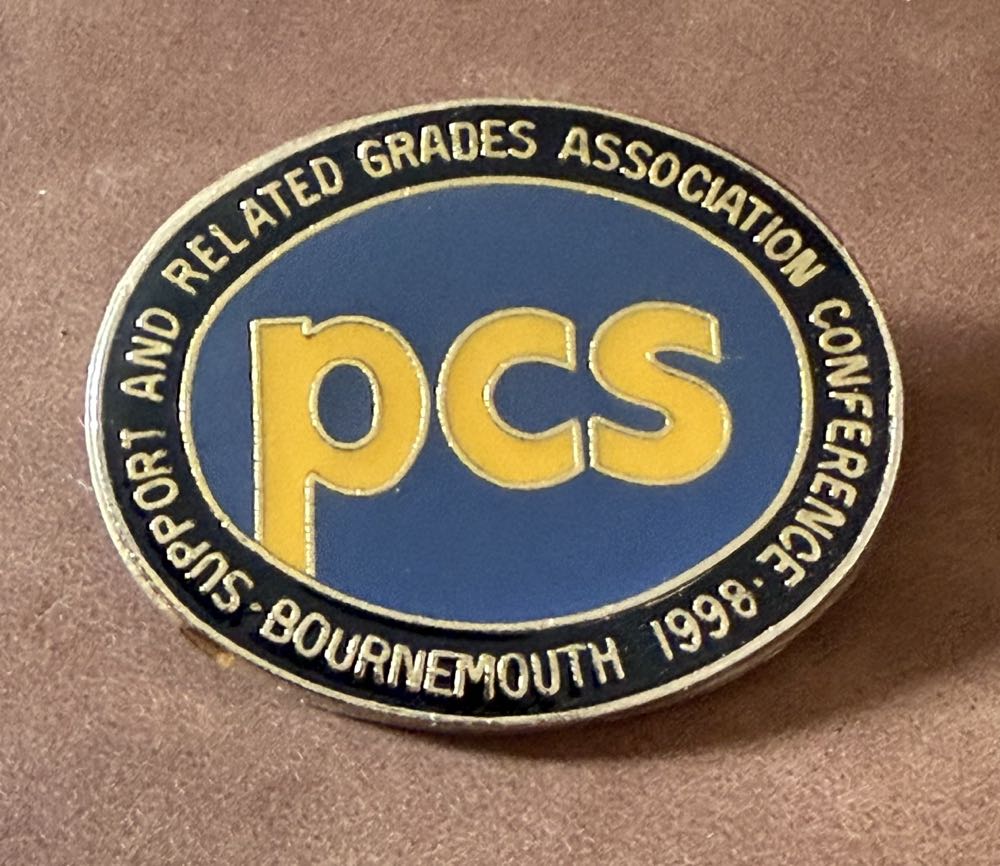 SUPPORT AND RELATED GRADES ASSOCIATION CONFERENCE
pcs
·BOURNEMOUTH 1998·